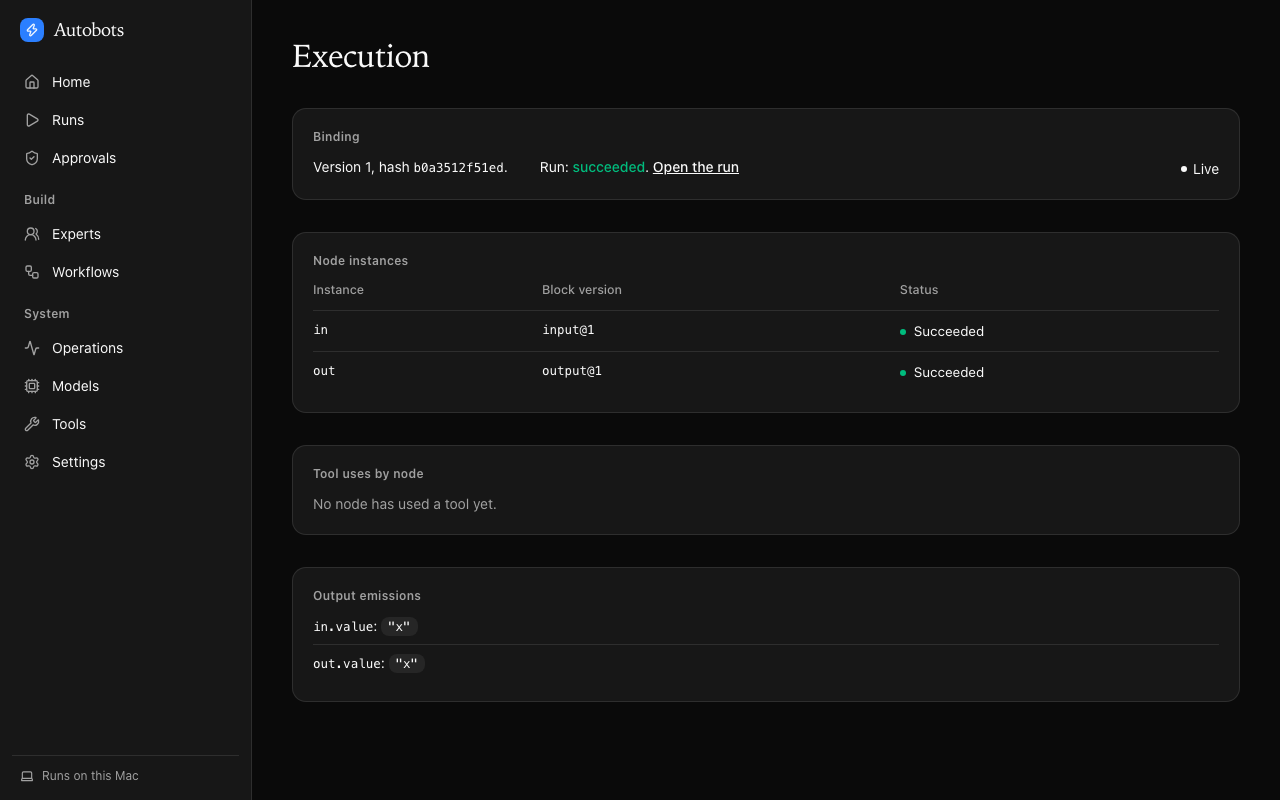 Autobots
Home
Runs
Approvals
Build
Experts
Workflows
System
Operations
Models
Tools
Settings
Runs on this Mac
Execution
Binding
Version 1, hash b0a3512f51ed. Run: succeeded. Open the run Live
Node instances
Instance Block version Status
in input@1 Succeeded
out output@1 Succeeded
Tool uses by node
No node has used a tool yet.
Output emissions
in.value: "x"
out.value: "x"